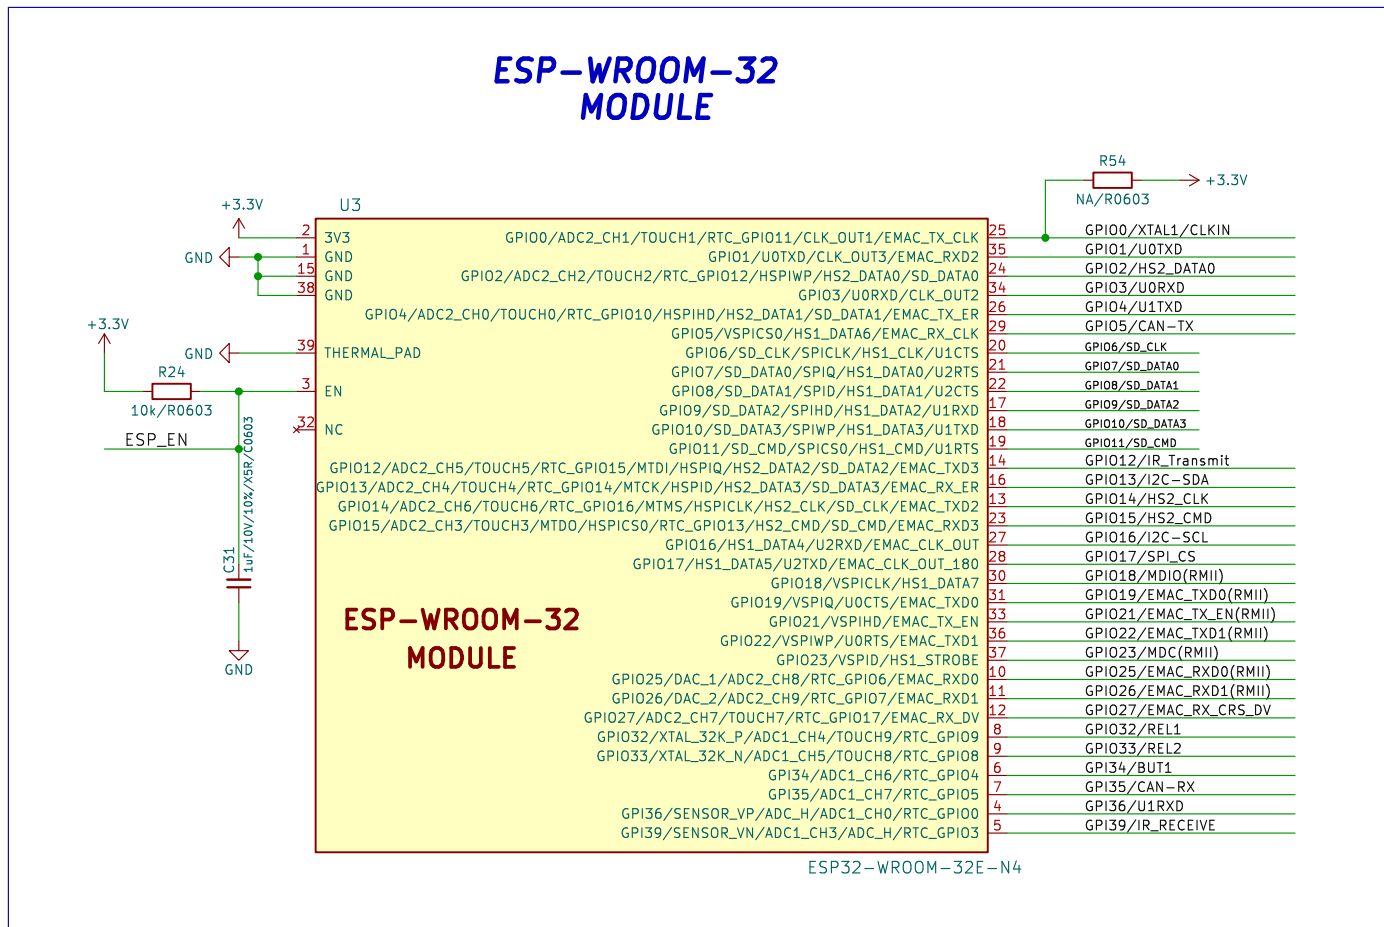 ESP-WROOM-32
MODULE
R54
+3.3V
NA/R0603
+3.3V
U3
2
3V3
GPIO0/ADC2_CH1/TOUCH1/RTC_GPIO11/CLK_OUT1/EMAC_TX_CLK
25
GPIO0/XTAL1/CLKIN
GND
1
GND
GPIO1/U0TXD/CLK_OUT3/EMAC_RXD2
35
GPIO1/U0TXD
15
GND
GPIO2/ADC2_CH2/TOUCH2/RTC_GPIO12/HSPIWP/HS2_DATA0/SD_DATA0
24
GPIO2/HS2_DATA0
38
GND
GPIO3/U0RXD/CLK_OUT2
34
GPIO3/U0RXD
GPIO4/ADC2_CH0/TOUCH0/RTC_GPIO10/HSPIHD/HS2_DATA1/SD_DATA1/EMAC_TX_ER
26
GPIO4/U1TXD
+3.3V
GPIO5/VSPICS0/HS1_DATA6/EMAC_RX_CLK
29
GPIO5/CAN-TX
GND
39
THERMAL_PAD
GPIO6/SD_CLK/SPICLK/HS1_CLK/U1CTS
20
GPIO6/SD_CLK
R24
GPIO7/SD_DATA0/SPIQ/HS1_DATA0/U2RTS
21
GPIO7/SD_DATA0
3
EN
GPIO8/SD_DATA1/SPID/HS1_DATA1/U2CTS
22
GPIO8/SD_DATA1
10k/R0603
GPIO9/SD_DATA2/SPIHD/HS1_DATA2/U1RXD
17
GPIO9/SD_DATA2
32
NC
GPIO10/SD_DATA3/SPIWP/HS1_DATA3/U1TXD
18
GPIO10/SD_DATA3
ESP_EN
GPIO11/SD_CMD/SPICS0/HS1_CMD/U1RTS
19
GPIO11/SD_CMD
GPIO12/ADC2_CH5/TOUCH5/RTC_GPIO15/MTDI/HSPIQ/HS2_DATA2/SD_DATA2/EMAC_TXD3
14
GPIO12/IR_Transmit
GPIO13/ADC2_CH4/TOUCH4/RTC_GPIO14/MTCK/HSPID/HS2_DATA3/SD_DATA3/EMAC_RX_ER
16
GPIO13/I2C-SDA
GPIO14/ADC2_CH6/TOUCH6/RTC_GPIO16/MTMS/HSPICLK/HS2_CLK/SD_CLK/EMAC_TXD2
13
GPIO14/HS2_CLK
GPIO15/ADC2_CH3/TOUCH3/MTDO/HSPICS0/RTC_GPIO13/HS2_CMD/SD_CMD/EMAC_RXD3
23
GPIO15/HS2_CMD
C31
1uF/10V/10%/X5R/C0603
GPIO16/HS1_DATA4/U2RXD/EMAC_CLK_OUT
27
GPIO16/I2C-SCL
GPIO17/HS1_DATA5/U2TXD/EMAC_CLK_OUT_180
28
GPIO17/SPI_CS
GPIO18/VSPICLK/HS1_DATA7
30
GPIO18/MDIO(RMII)
GPIO19/VSPIQ/U0CTS/EMAC_TXD0
31
GPIO19/EMAC_TXD0(RMII)
ESP-WROOM-32
MODULE
GPIO21/VSPIHD/EMAC_TX_EN
33
GPIO21/EMAC_TX_EN(RMII)
GPIO22/VSPIWP/U0RTS/EMAC_TXD1
36
GPIO22/EMAC_TXD1(RMII)
GPIO23/VSPID/HS1_STROBE
37
GPIO23/MDC(RMII)
GND
GPIO25/DAC_1/ADC2_CH8/RTC_GPIO6/EMAC_RXD0
10
GPIO25/EMAC_RXD0(RMII)
GPIO26/DAC_2/ADC2_CH9/RTC_GPIO7/EMAC_RXD1
11
GPIO26/EMAC_RXD1(RMII)
GPIO27/ADC2_CH7/TOUCH7/RTC_GPIO17/EMAC_RX_DV
12
GPIO27/EMAC_RX_CRS_DV
GPIO32/XTAL_32K_P/ADC1_CH4/TOUCH9/RTC_GPIO9
8
GPIO32/REL1
GPIO33/XTAL_32K_N/ADC1_CH5/TOUCH8/RTC_GPIO8
9
GPIO33/REL2
GPI34/ADC1_CH6/RTC_GPIO4
6
GPI34/BUT1
GPI35/ADC1_CH7/RTC_GPIO5
7
GPI35/CAN-RX
GPI36/SENSOR_VP/ADC_H/ADC1_CH0/RTC_GPIO0
4
GPI36/U1RXD
GPI39/SENSOR_VN/ADC1_CH3/ADC_H/RTC_GPIO3
5
GPI39/IR_RECEIVE
ESP32-WROOM-32E-N4